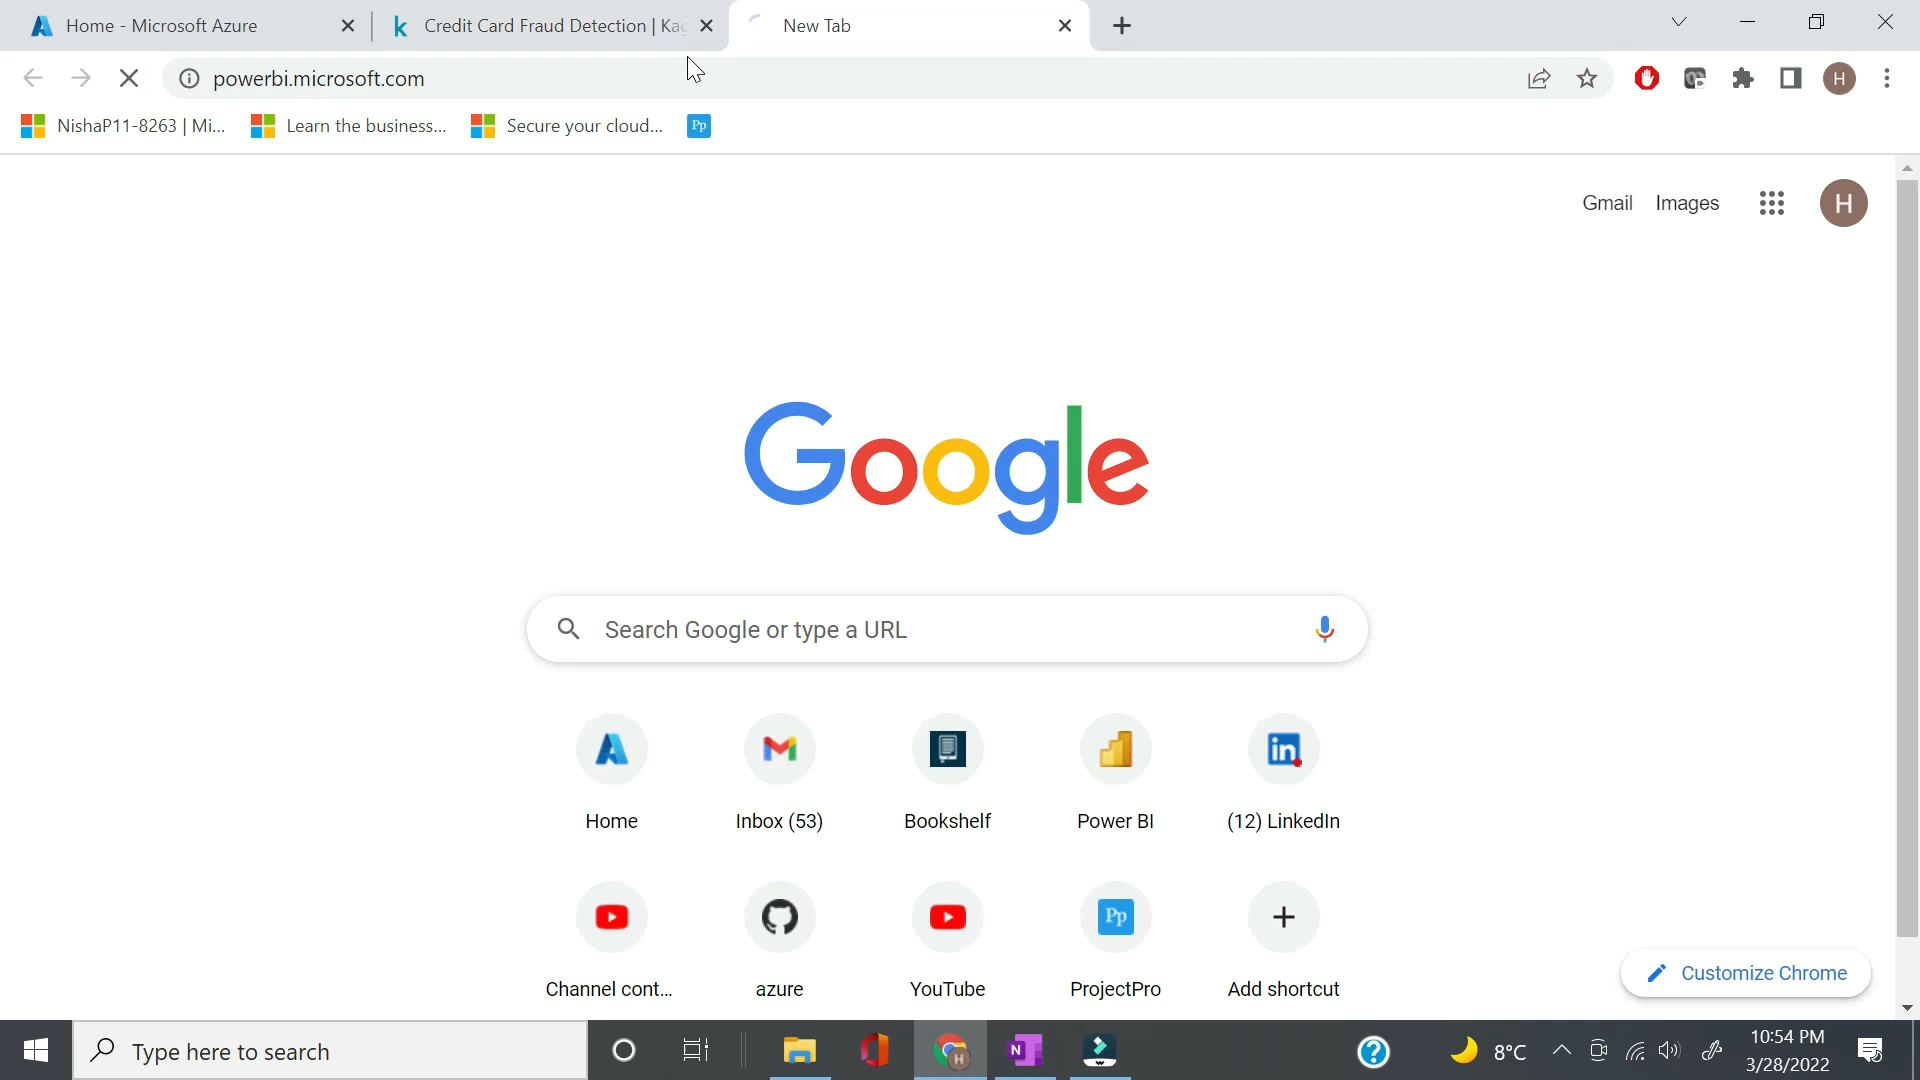 Home - Microsoft Azure
Credit Card Fraud Detection | Kag
New Tab
powerbi.microsoft.com
H
NishaP11-8263 | Mi...
Learn the business...
Secure your cloud...
Pp
Gmail
Images
H
Google
Search Google or type a URL
Home
Inbox (53)
Bookshelf
Power BI
(12) LinkedIn
in
Pp
Channel cont...
azure
YouTube
ProjectPro
Add shortcut
Customize Chrome
Type here to search
H
N
?
8°C
10:54 PM
3/28/2022